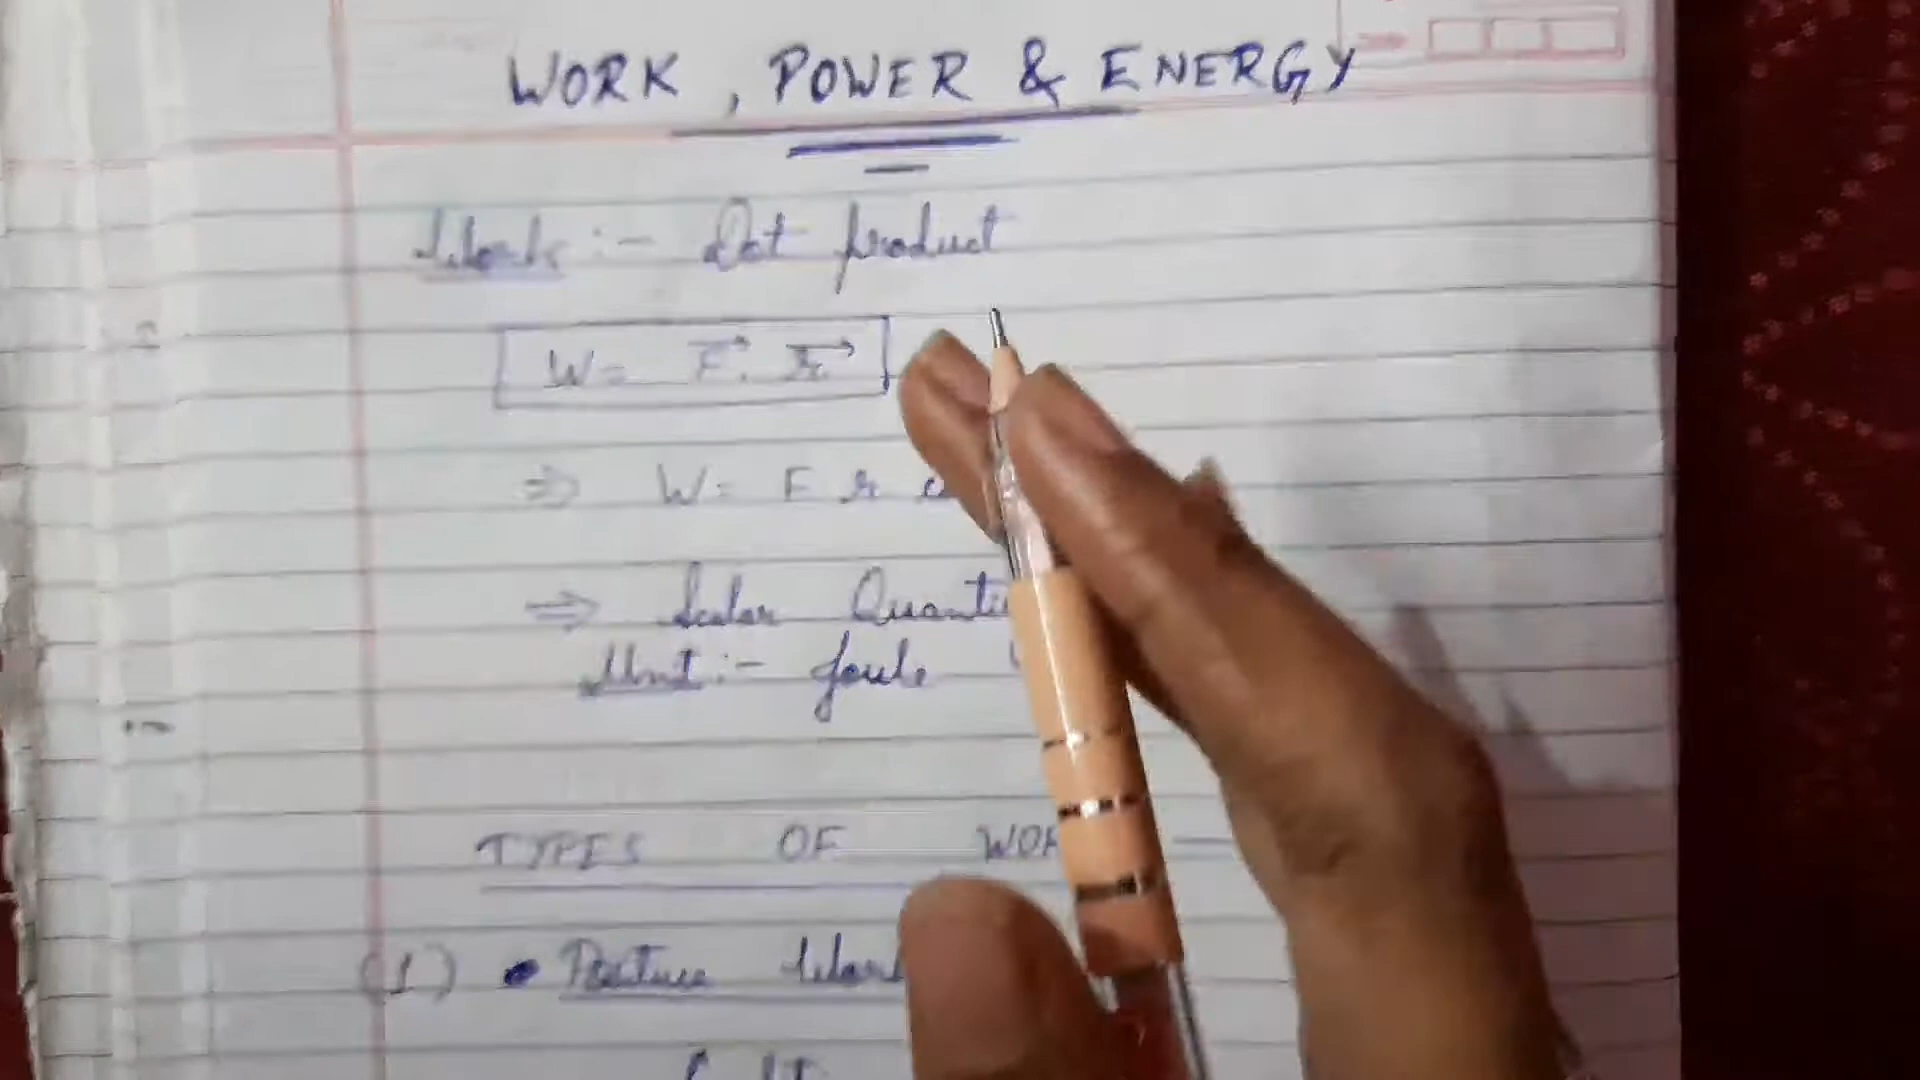 WORK, POWER & ENERGY
Work :- Dot product
W = F⃗ . r⃗
⇒ W = F r
⇒ Scalar Quanti
Unit :- Joule
TYPES OF WOR
(1) Positive Work